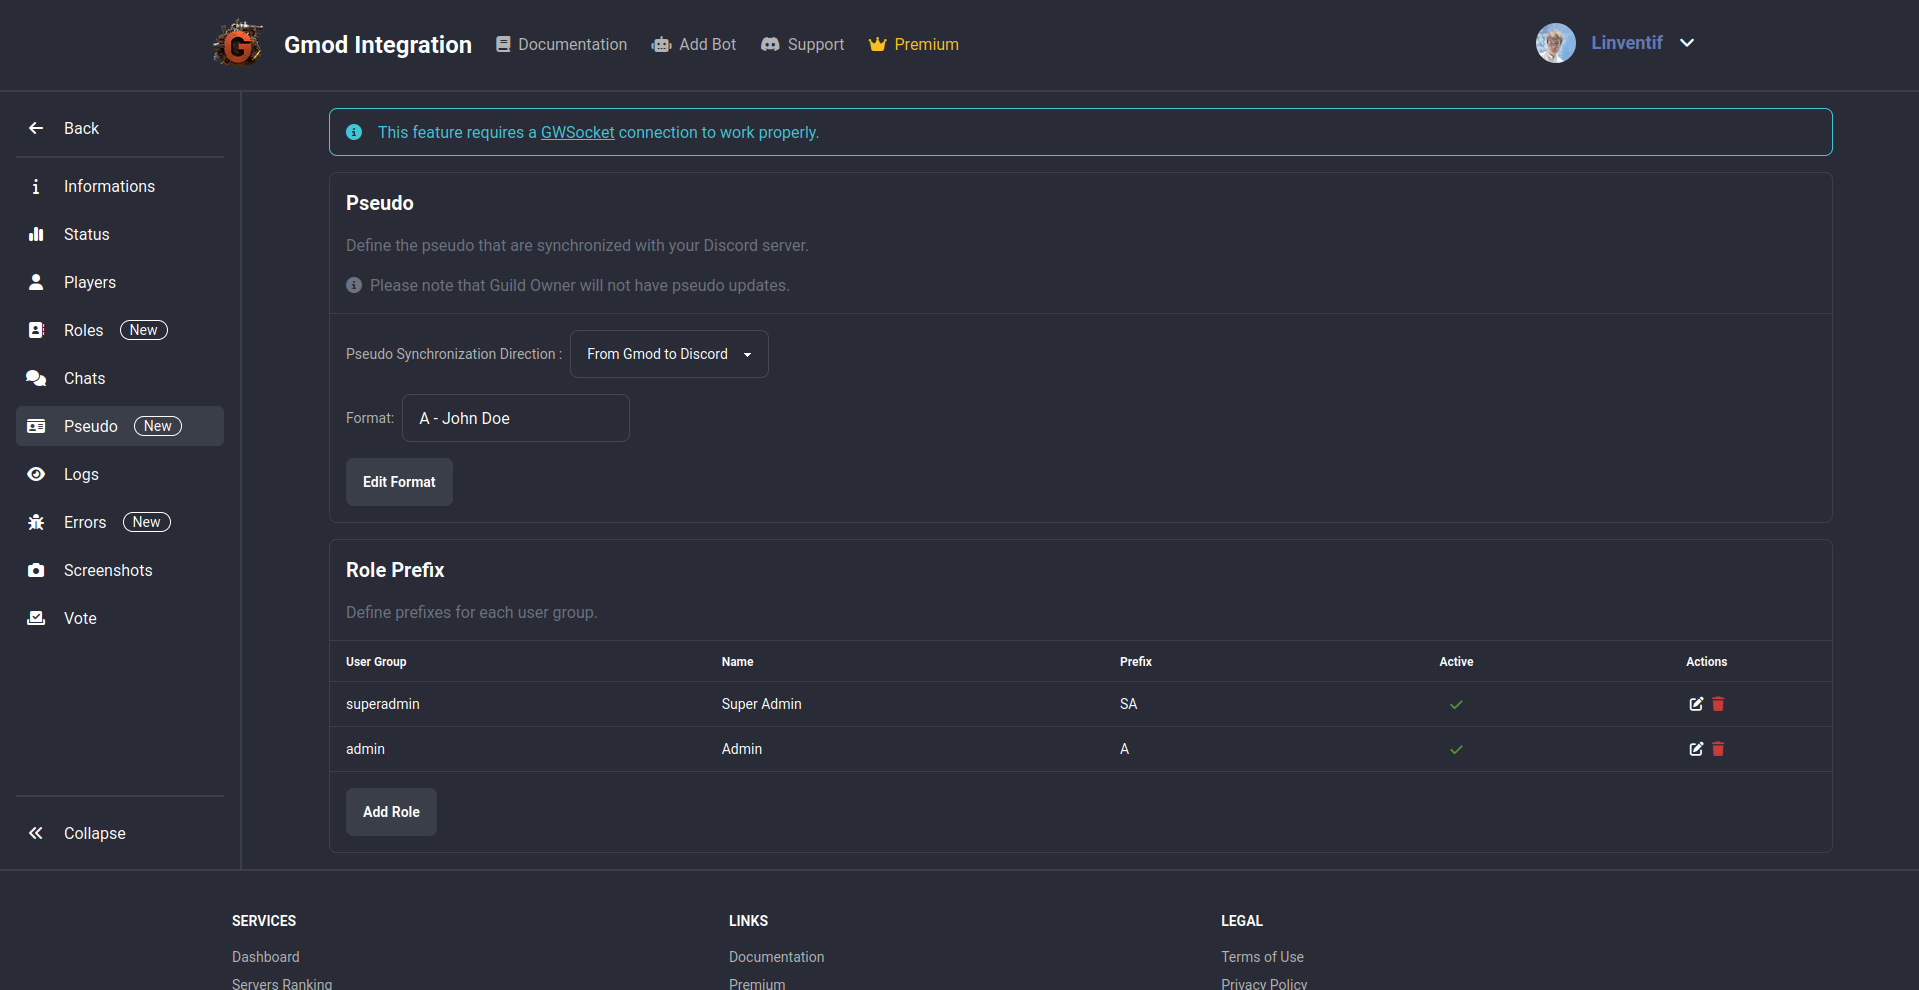 Gmod Integration
Documentation
Add Bot
Support
Premium
Linventif
Back
Informations
Status
Players
Roles New
Chats
Pseudo New
Logs
Errors New
Screenshots
Vote
Collapse
This feature requires a GWSocket connection to work properly.
Pseudo
Define the pseudo that are synchronized with your Discord server.
Please note that Guild Owner will not have pseudo updates.
Pseudo Synchronization Direction : From Gmod to Discord
Format: A - John Doe
Edit Format
Role Prefix
Define prefixes for each user group.
User Group Name Prefix Active Actions
superadmin Super Admin SA
admin Admin A
Add Role
SERVICES LINKS LEGAL
Dashboard Documentation Terms of Use
Servers Ranking Premium Privacy Policy